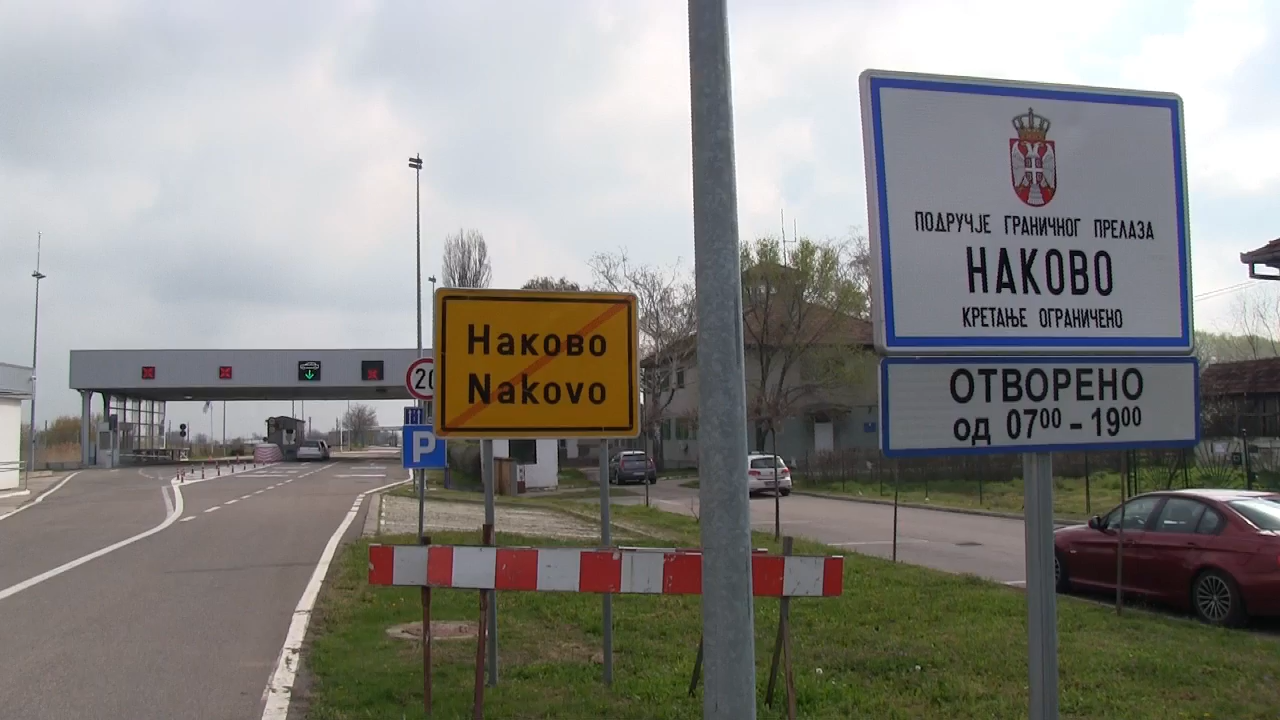 Наково
Nakovo
20
P
ПОДРУЧЈЕ ГРАНИЧНОГ ПРЕЛАЗА
НАКОВО
КРЕТАЊЕ ОГРАНИЧЕНО
ОТВОРЕНО
од 07⁰⁰ – 19⁰⁰